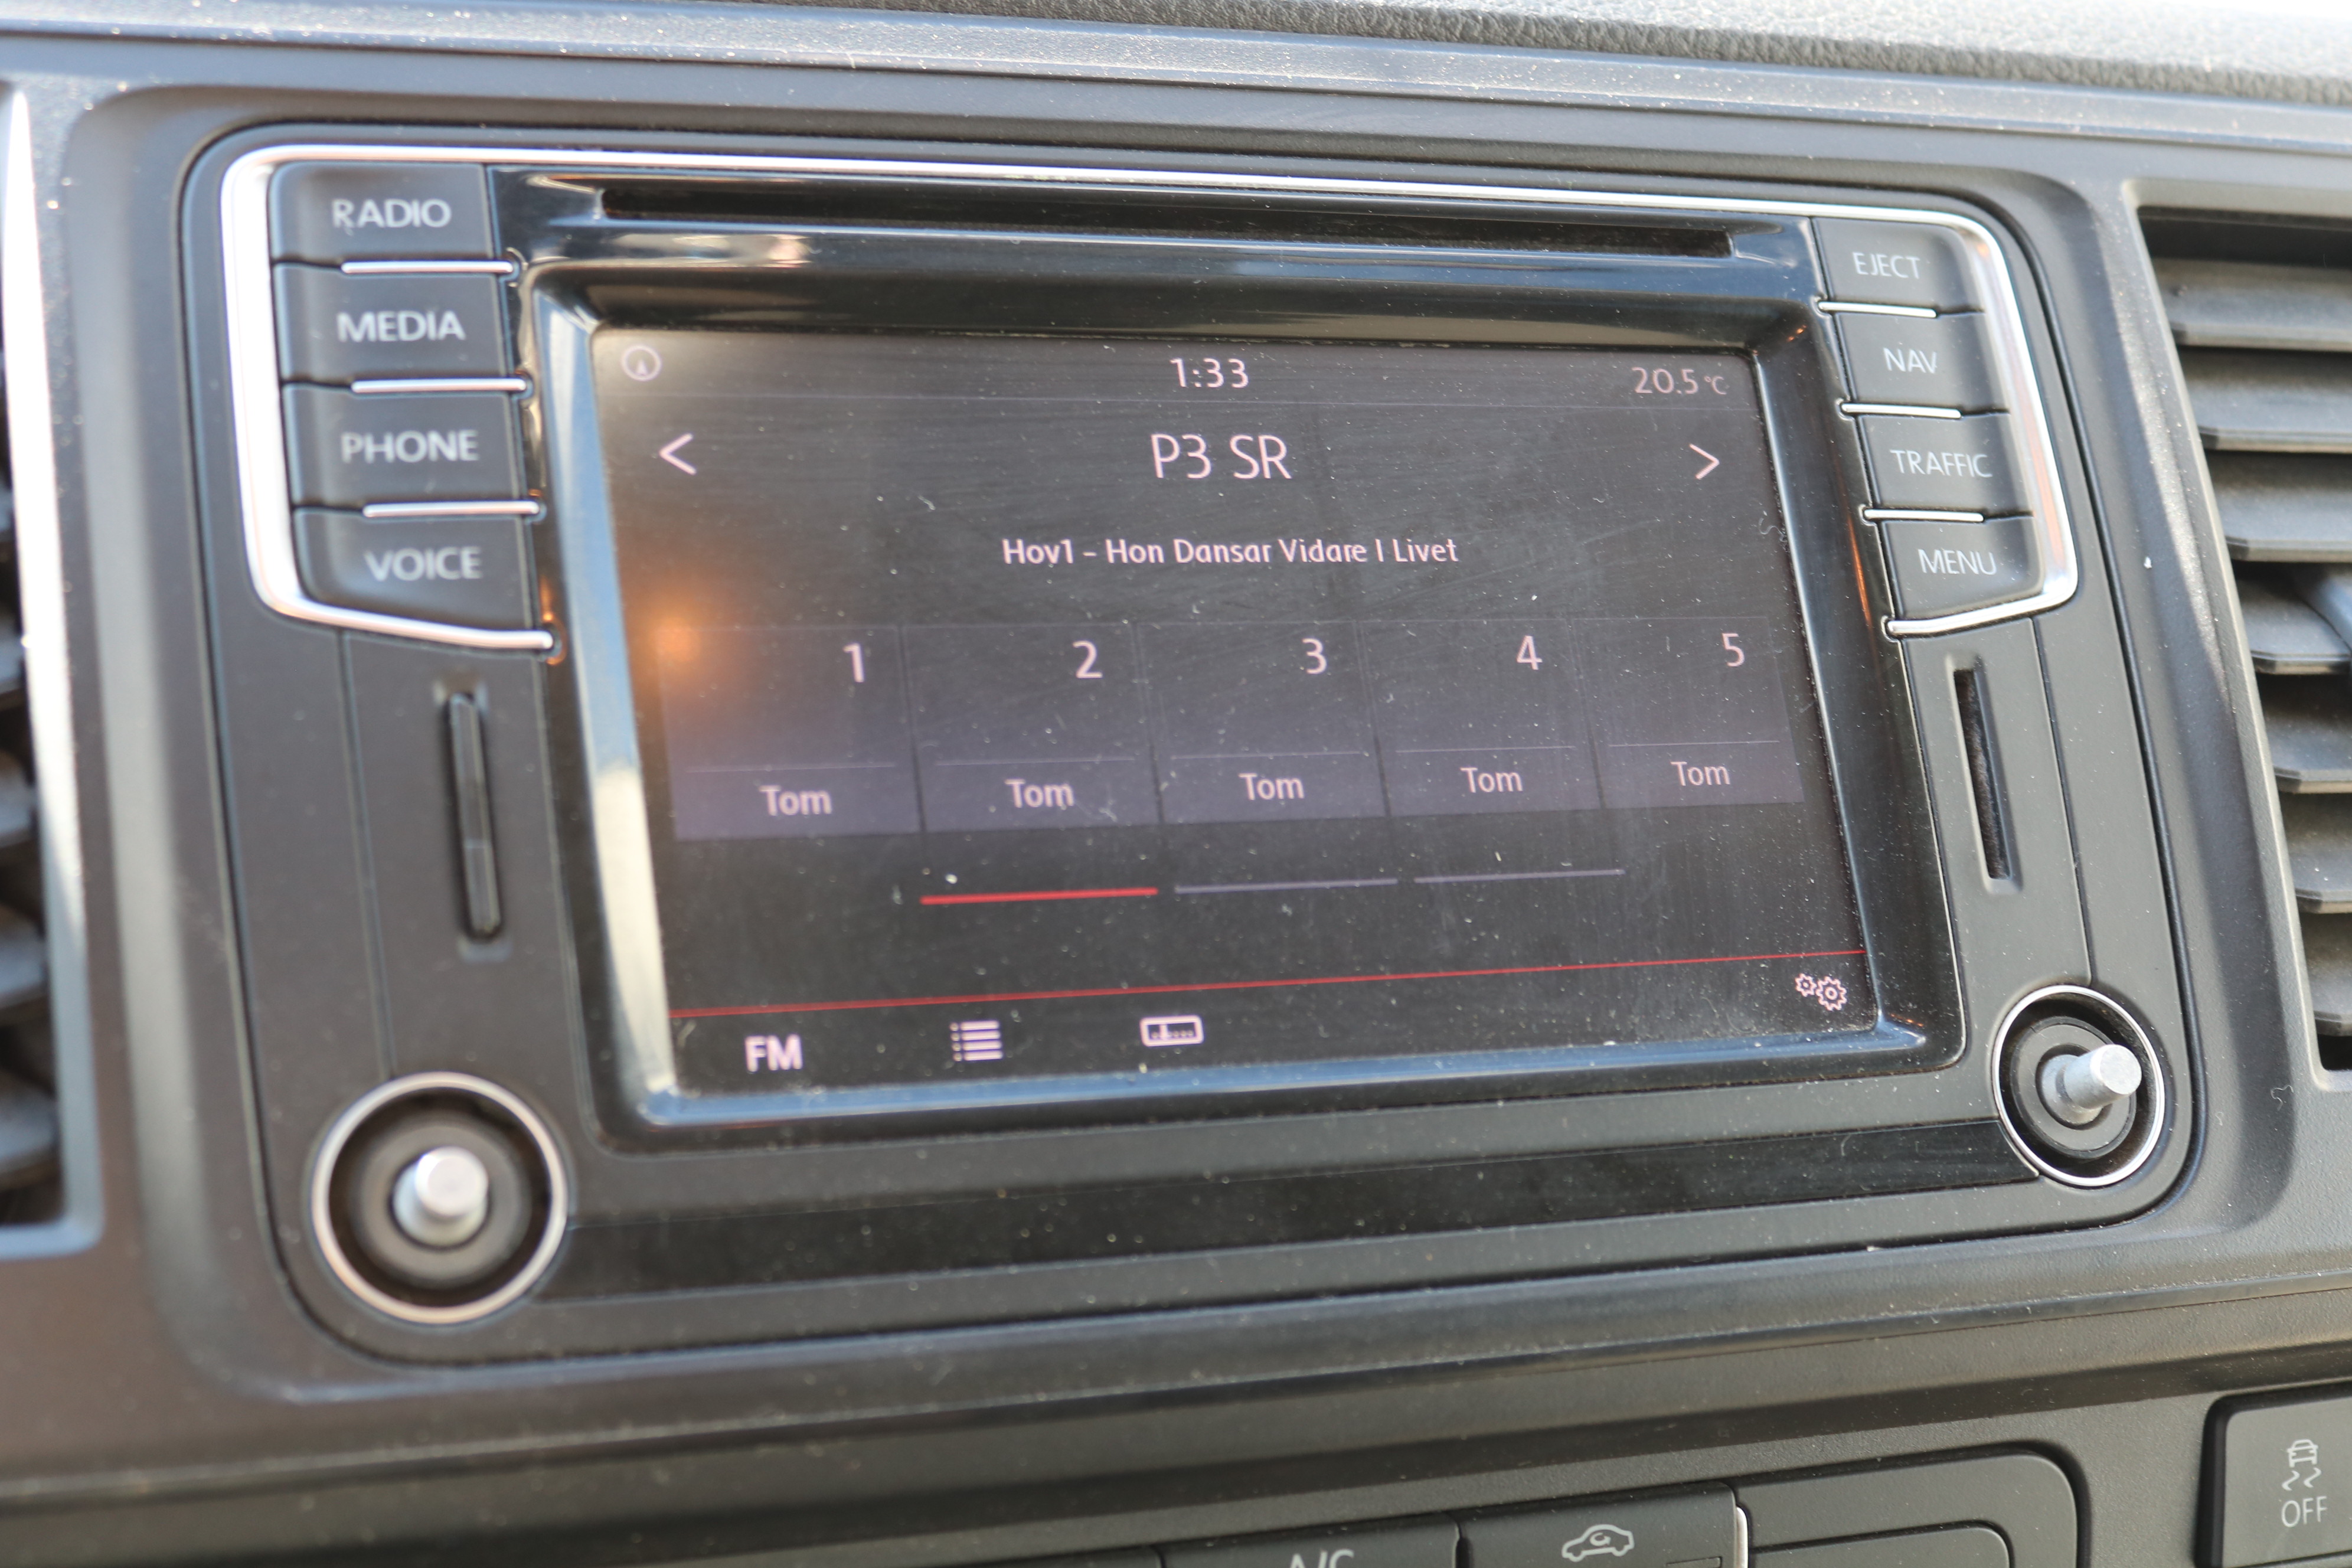 RADIO
MEDIA
PHONE
VOICE
EJECT
NAV
TRAFFIC
MENU
1:33
20.5 °C
< P3 SR >
Hov1 - Hon Dansar Vidare I Livet
1 2 3 4 5
Tom Tom Tom Tom Tom
FM
A/C
OFF